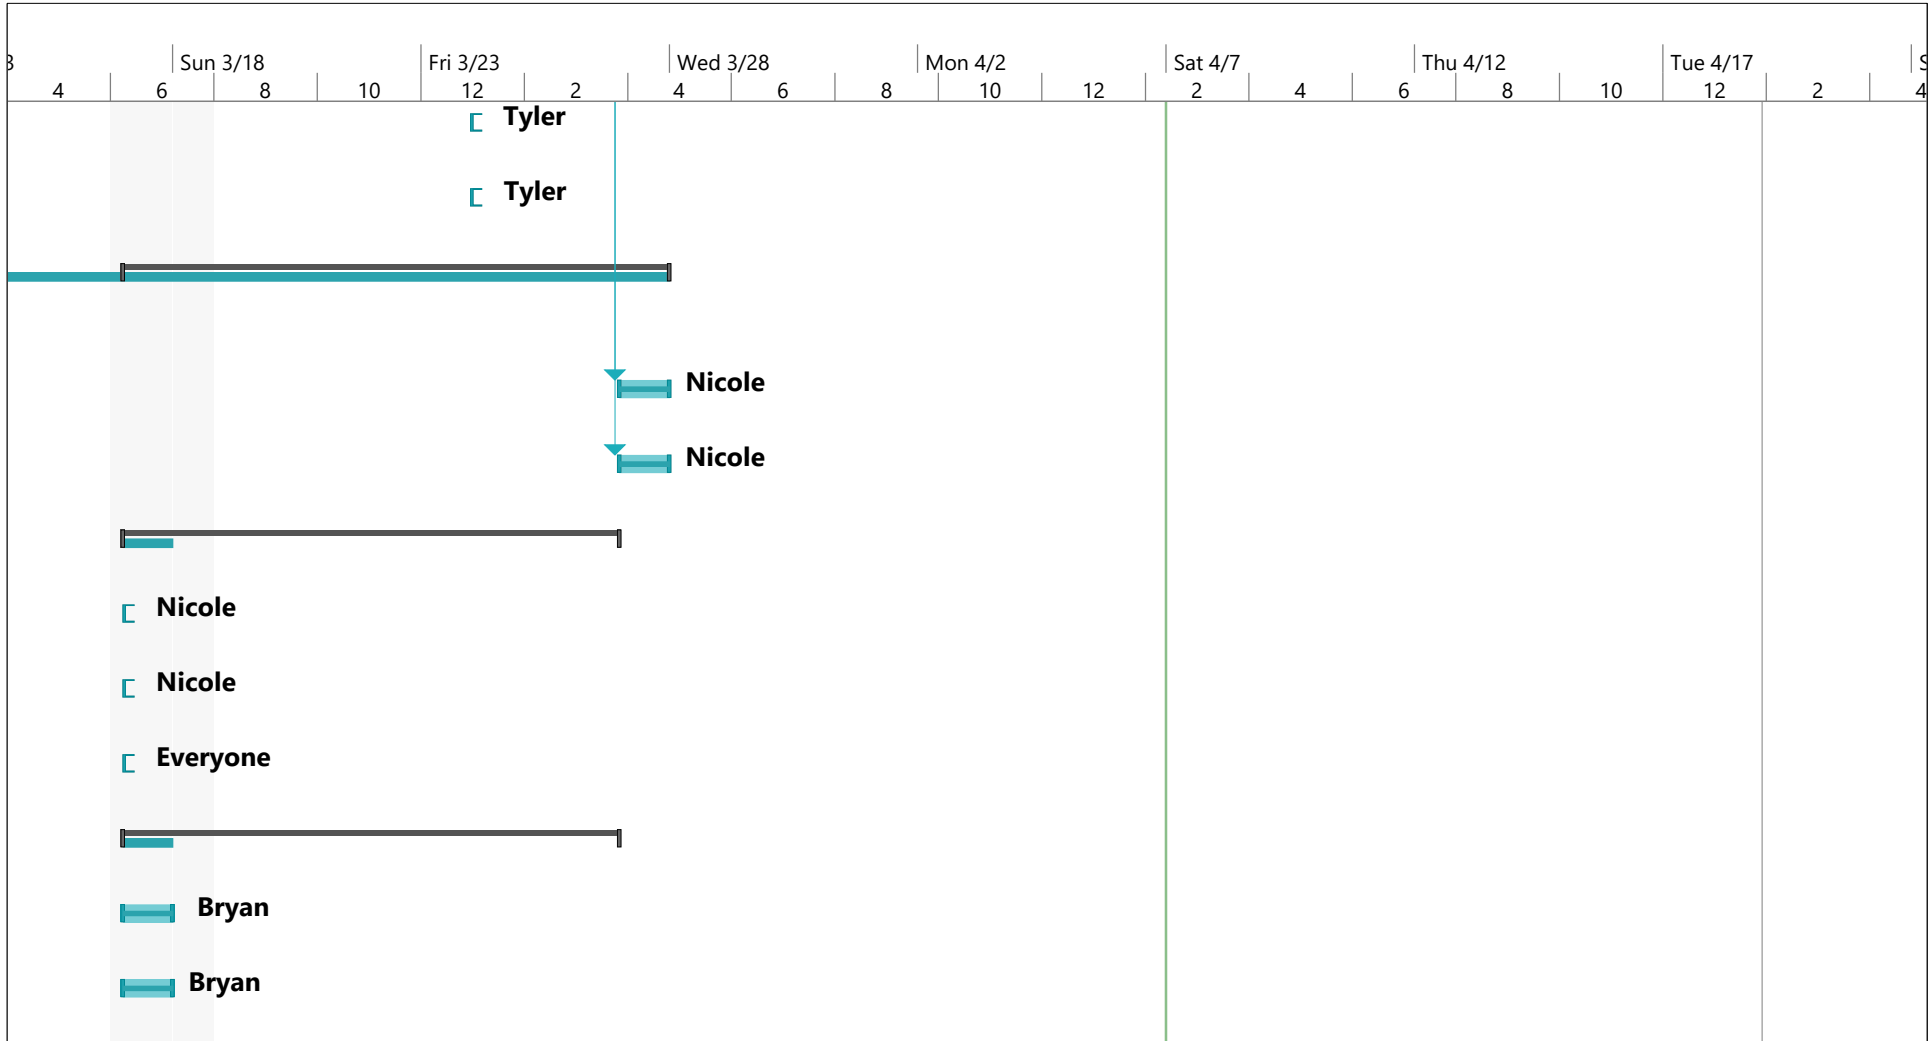 Sun 3/18 Fri 3/23 Wed 3/28 Mon 4/2 Sat 4/7 Thu 4/12 Tue 4/17
4 6 8 10 12 2 4 6 8 10 12 2 4 6 8 10 12 2 4
Tyler
Tyler
Nicole
Nicole
Nicole
Nicole
Everyone
Bryan
Bryan